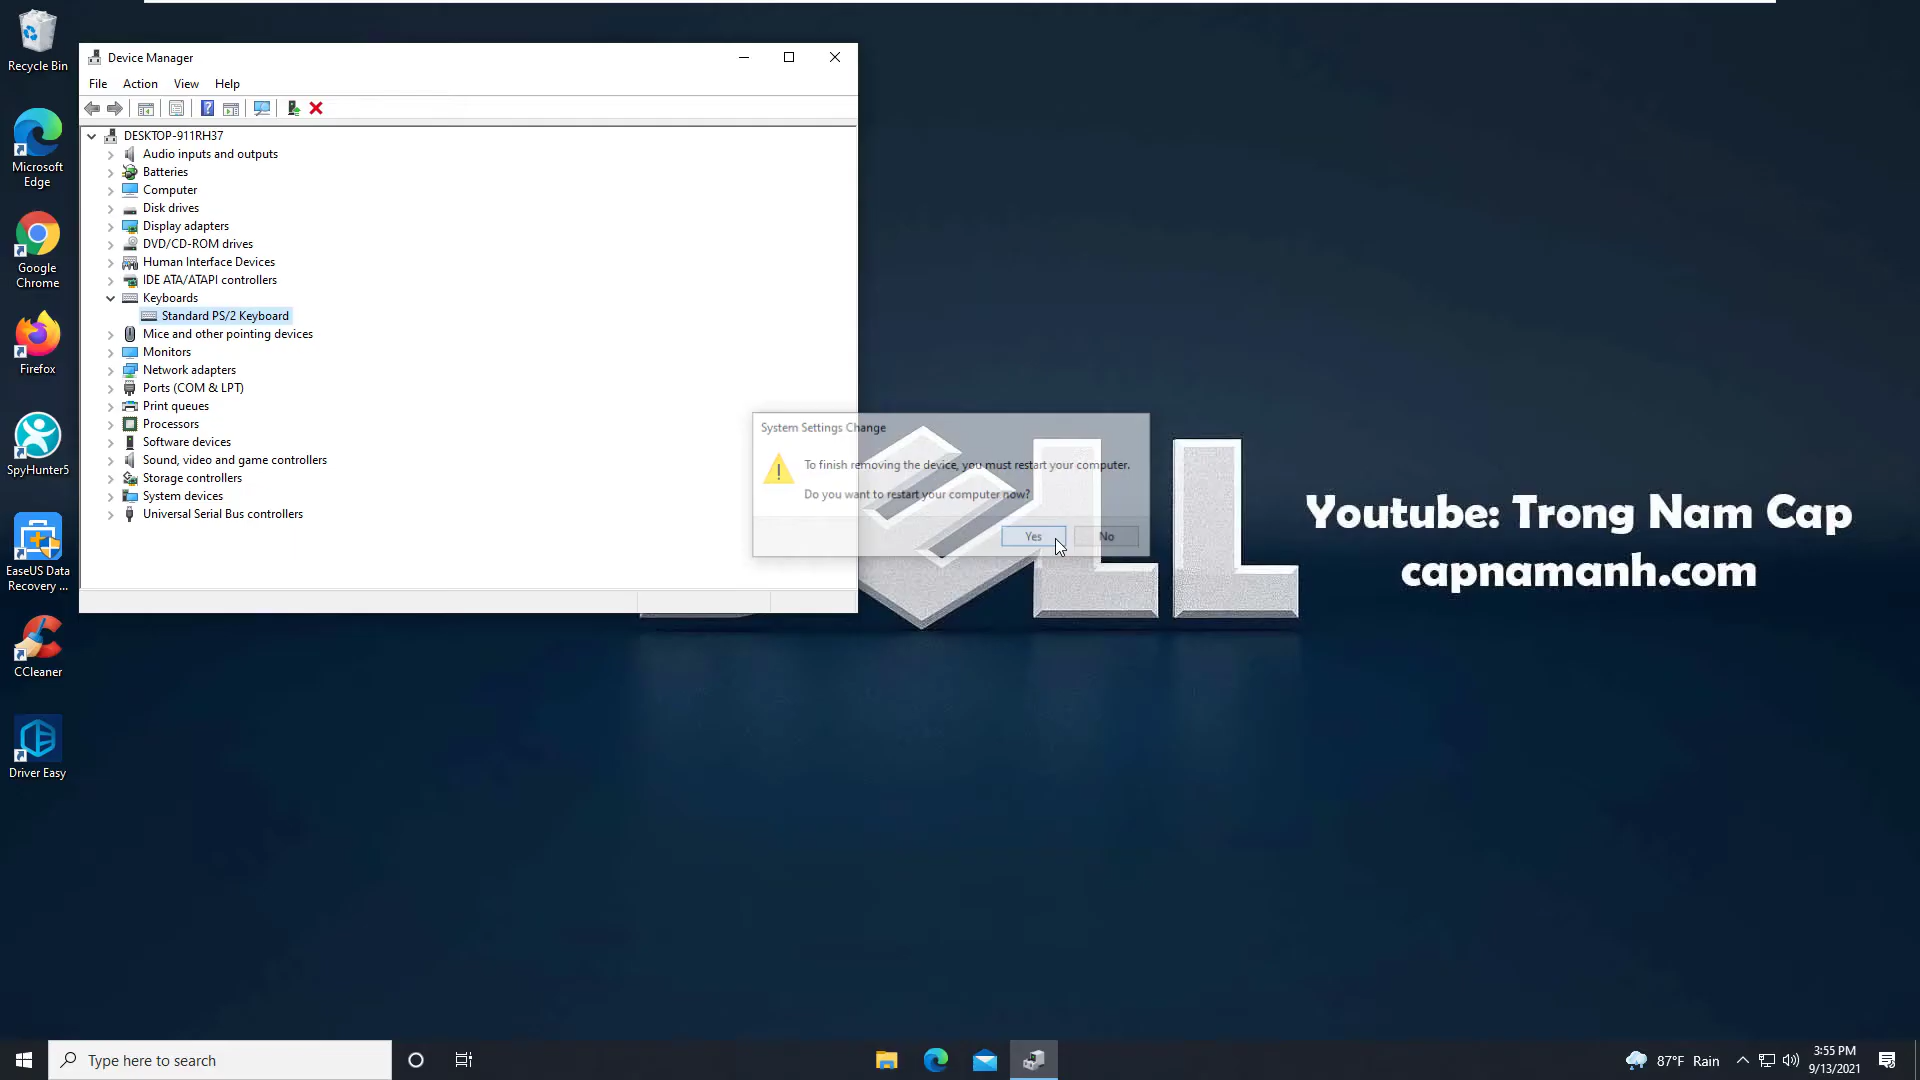 Recycle Bin
Microsoft
Edge
Google
Chrome
Firefox
SpyHunter5
EaseUS Data
Recovery ...
CCleaner
Driver Easy
Device Manager
File Action View Help
DESKTOP-911RH37
Audio inputs and outputs
Batteries
Computer
Disk drives
Display adapters
DVD/CD-ROM drives
Human Interface Devices
IDE ATA/ATAPI controllers
Keyboards
Standard PS/2 Keyboard
Mice and other pointing devices
Monitors
Network adapters
Ports (COM & LPT)
Print queues
Processors
Software devices
Sound, video and game controllers
Storage controllers
System devices
Universal Serial Bus controllers
System Settings Change
To finish removing the device, you must restart your computer.
Do you want to restart your computer now?
Yes No
Youtube: Trong Nam Cap
capnamanh.com
Type here to search
87°F Rain
3:55 PM
9/13/2021